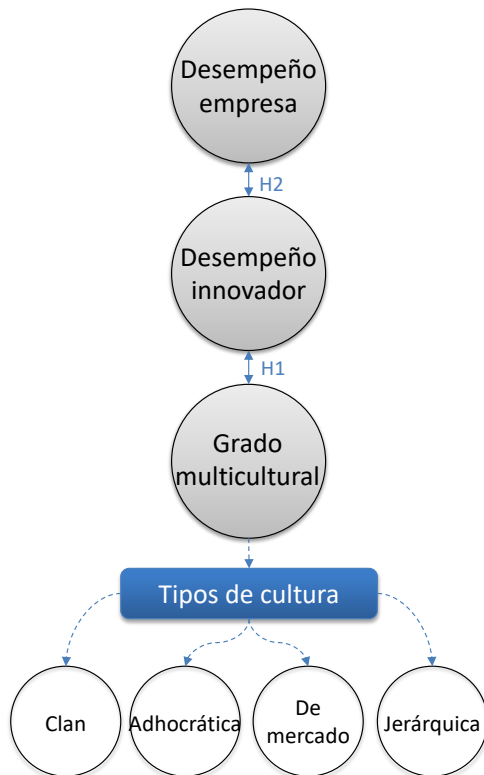 Desempeño
empresa
H2
Desempeño
innovador
H1
Grado
multicultural
Tipos de cultura
Clan
Adhocrática
De
mercado
Jerárquica